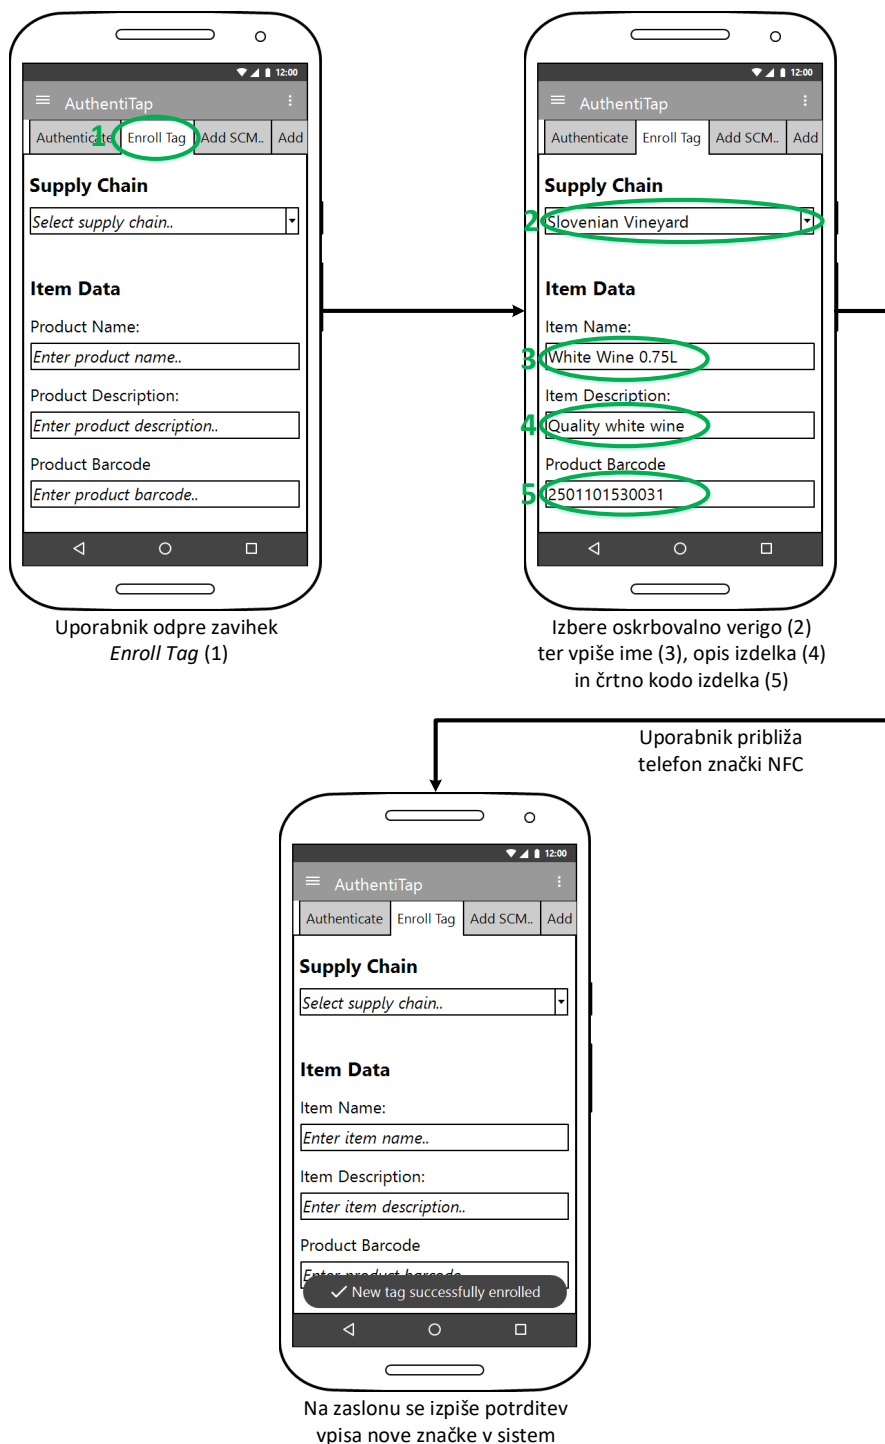 12:00
AuthentiTap
Authenticate Enroll Tag Add SCM.. Add
1
Supply Chain
Select supply chain..
Item Data
Product Name:
Enter product name..
Product Description:
Enter product description..
Product Barcode
Enter product barcode..
Uporabnik odpre zavihek
Enroll Tag (1)
12:00
AuthentiTap
Authenticate Enroll Tag Add SCM.. Add
Supply Chain
2 Slovenian Vineyard
Item Data
Item Name:
3 White Wine 0.75L
Item Description:
4 Quality white wine
Product Barcode
5 2501101530031
Izbere oskrbovalno verigo (2)
ter vpiše ime (3), opis izdelka (4)
in črtno kodo izdelka (5)
Uporabnik približa
telefon znački NFC
12:00
AuthentiTap
Authenticate Enroll Tag Add SCM.. Add
Supply Chain
Select supply chain..
Item Data
Item Name:
Enter item name..
Item Description:
Enter item description..
Product Barcode
Enter product barcode
New tag successfully enrolled
Na zaslonu se izpiše potrditev
vpisa nove značke v sistem